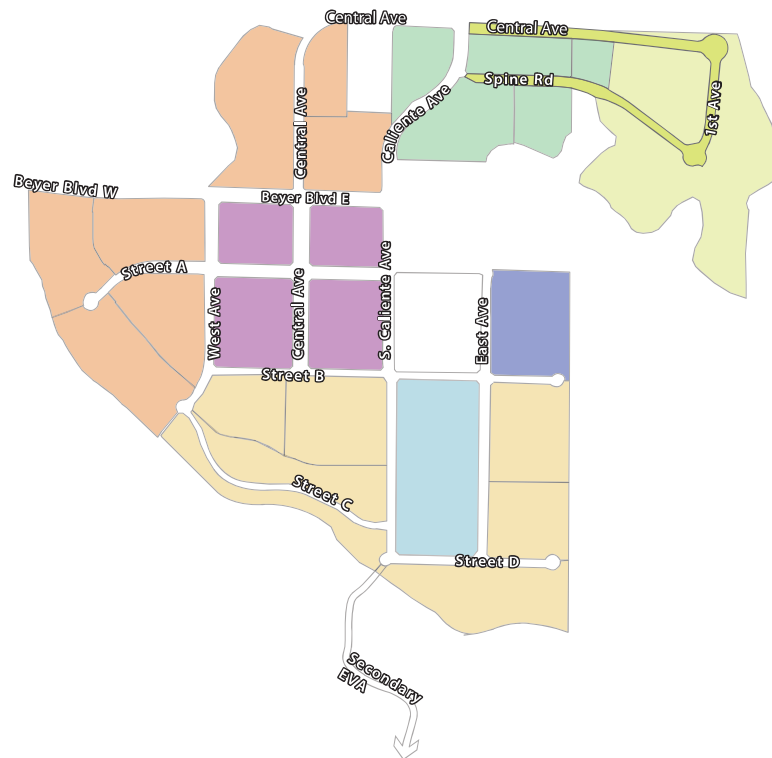 Central Ave
Central Ave
Spine Rd
1st Ave
Caliente Ave
Central Ave
Beyer Blvd W
Beyer Blvd E
Street A
S. Caliente Ave
West Ave
Central Ave
East Ave
Street B
Street C
Street D
Secondary
EVA